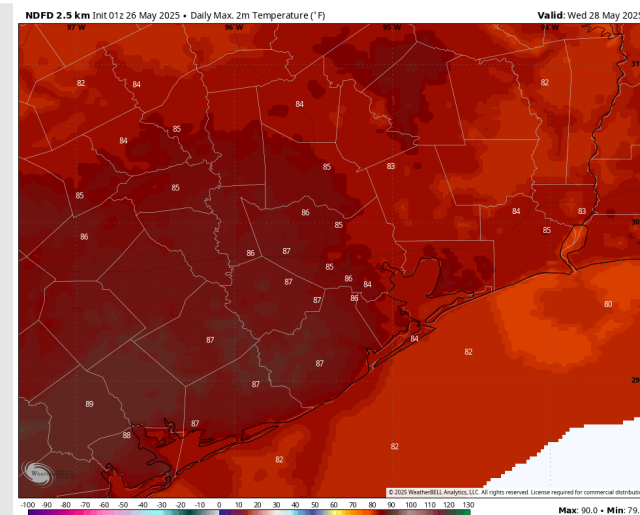 NDFD 2.5 km Init 01z 26 May 2025 • Daily Max. 2m Temperature (°F)
Valid: Wed 28 May 2025
97°W 96°W 95°W 94°W
31°
82 84 82
84
84 85
85 83
85
85
86 84 83
86 85 85
86 87
85
87 86 84
87 86 80
84
87 82
87
87
89
87
88
82
82
30
29
© 2025 WeatherBELL Analytics, LLC. All rights reserved. License required for commercial distributio
-100 -90 -80 -70 -60 -50 -40 -30 -20 -10 0 10 20 30 40 50 60 70 80 90 100 110 120 130
Max: 90.0 • Min: 79.